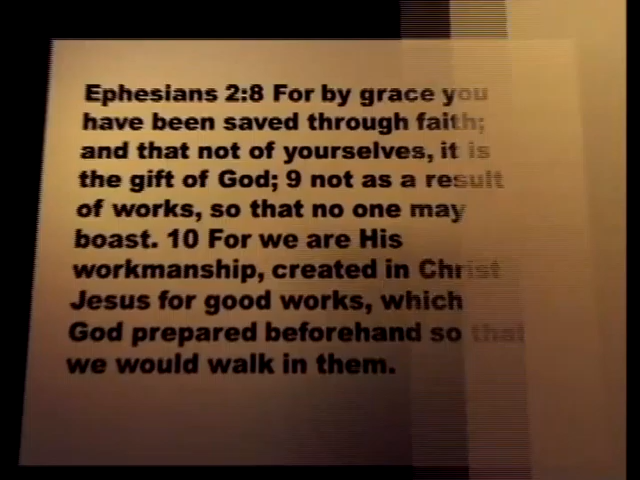 Ephesians 2:8 For by grace you
have been saved through faith;
and that not of yourselves, it is
the gift of God; 9 not as a result
of works, so that no one may
boast. 10 For we are His
workmanship, created in Christ
Jesus for good works, which
God prepared beforehand so that
we would walk in them.